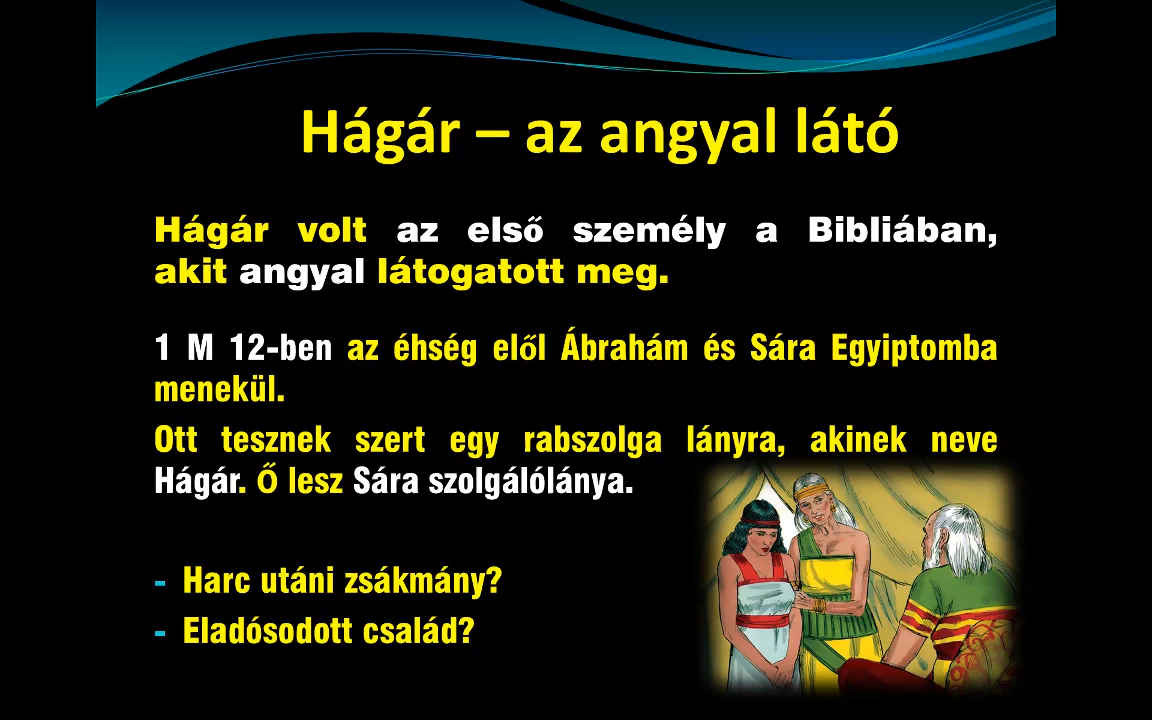 Hágár – az angyal látó
Hágár volt az első személy a Bibliában,
akit angyal látogatott meg.
1 M 12-ben az éhség elől Ábrahám és Sára Egyiptomba
menekül.
Ott tesznek szert egy rabszolga lányra, akinek neve
Hágár. Ő lesz Sára szolgálólánya.
- Harc utáni zsákmány?
- Eladósodott család?